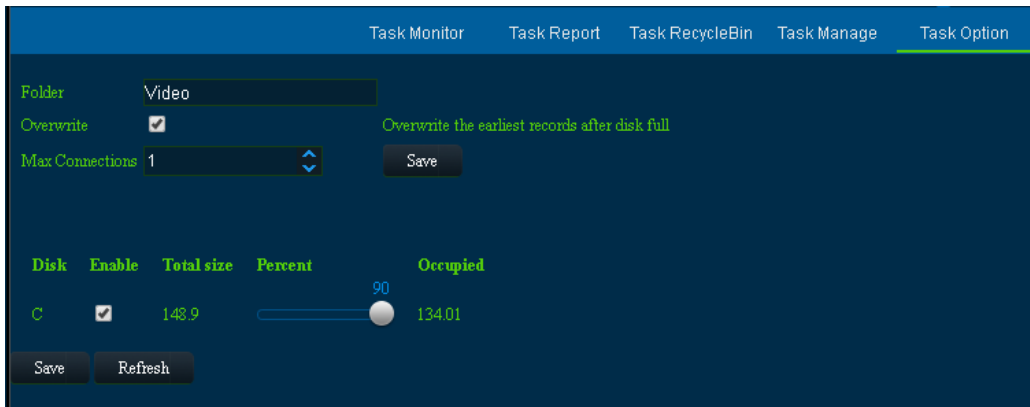 Task Monitor Task Report Task RecycleBin Task Manage Task Option
Folder Video
Overwrite Overwrite the earliest records after disk full
Max Connections 1 Save
Disk Enable Total size Percent Occupied
90
C 148.9 134.01
Save Refresh